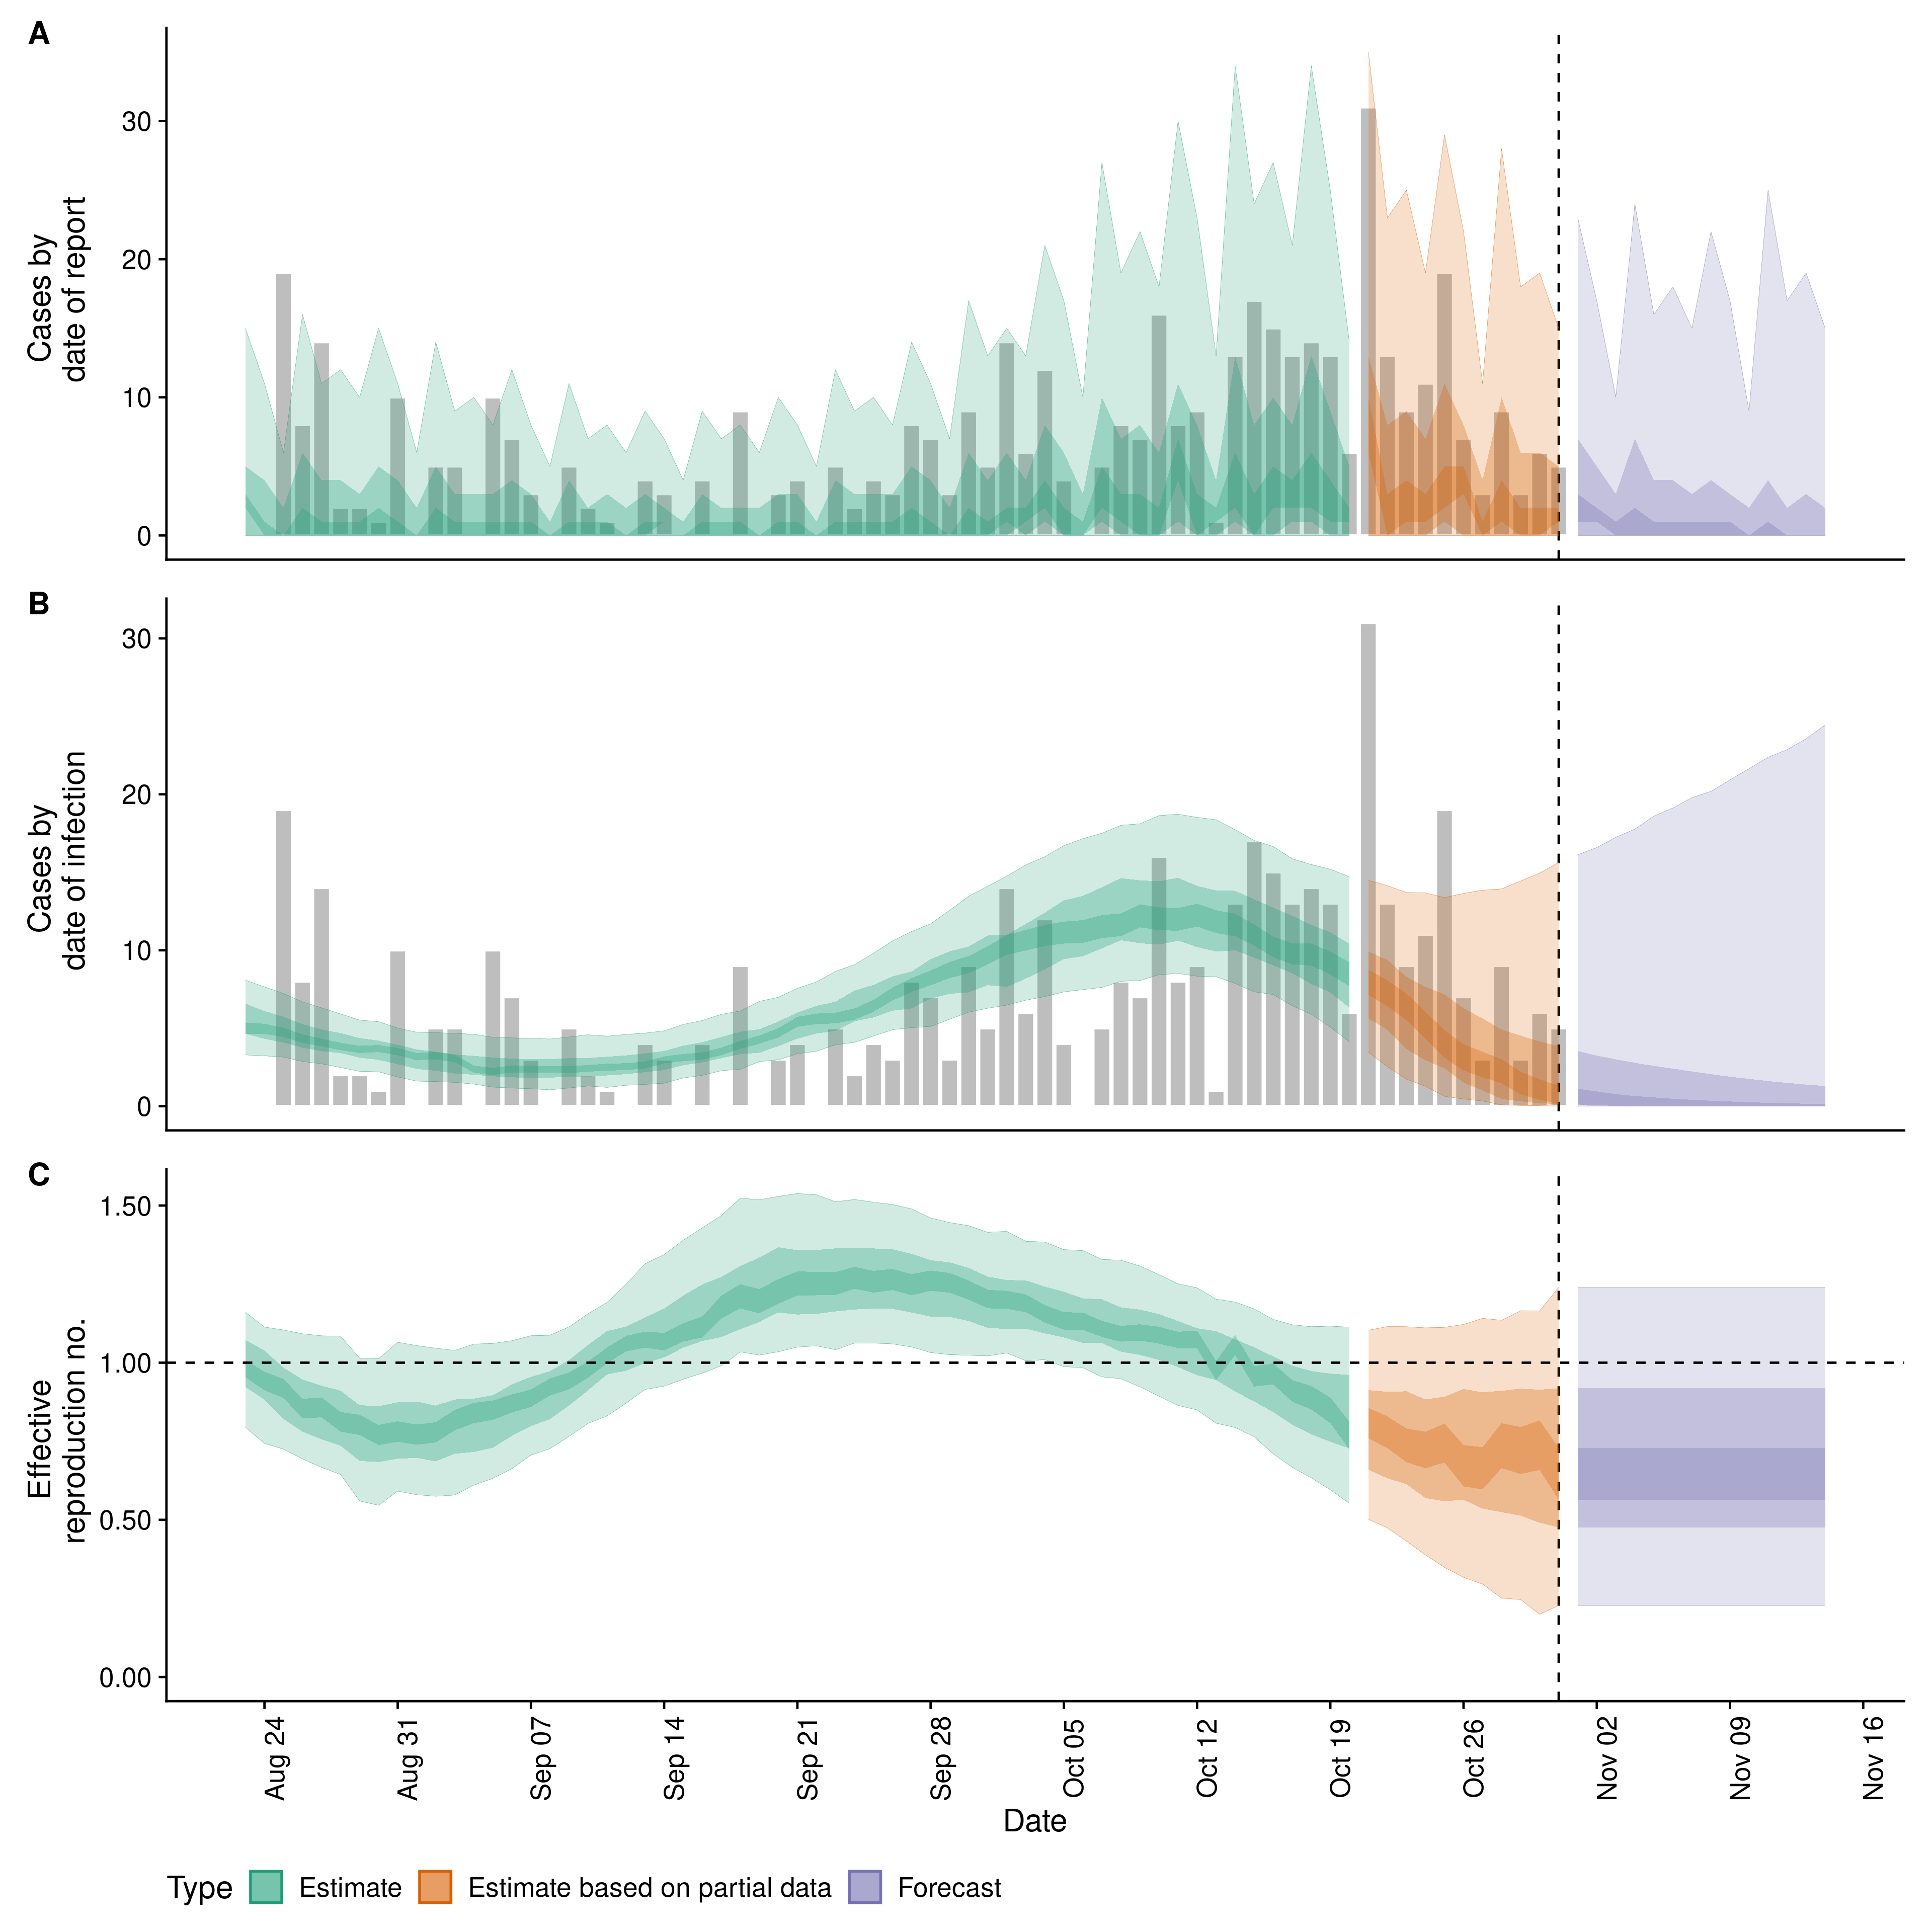 A
Cases by
date of report
30
20
10
0
B
Cases by
date of infection
30
20
10
0
C
Effective
reproduction no.
1.50
1.00
0.50
0.00
Aug 24
Aug 31
Sep 07
Sep 14
Sep 21
Sep 28
Oct 05
Oct 12
Oct 19
Oct 26
Nov 02
Nov 09
Nov 16
Date
Type Estimate Estimate based on partial data Forecast